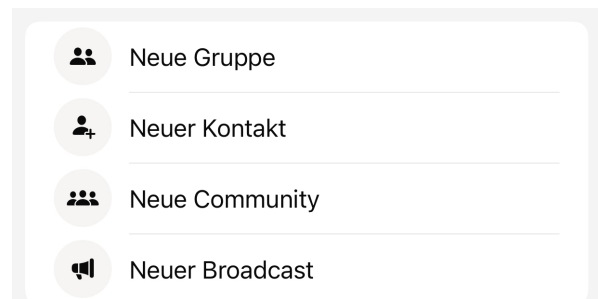 Neue Gruppe
Neuer Kontakt
Neue Community
Neuer Broadcast